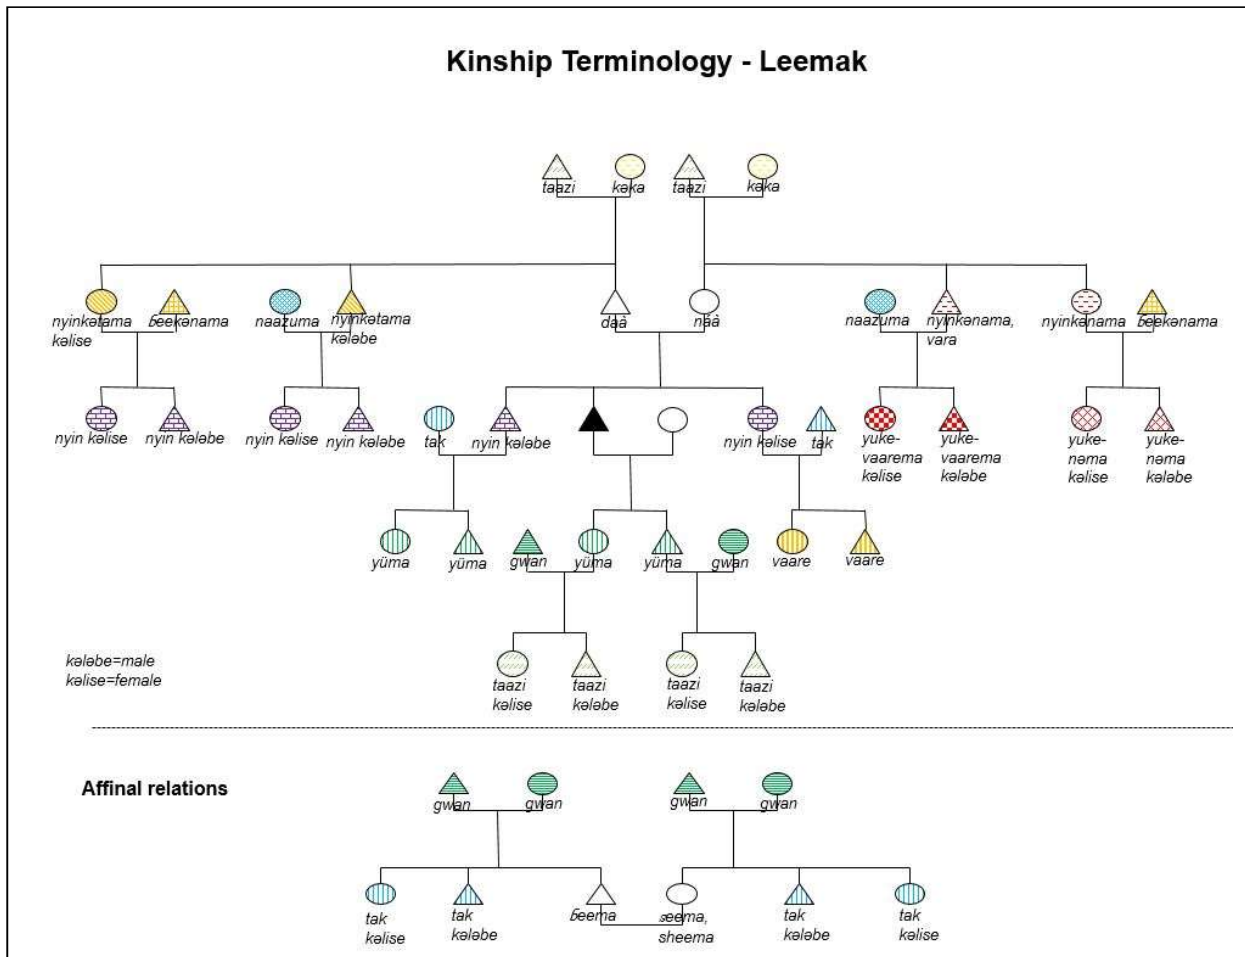 Kinship Terminology - Leemak
taazi
kəka
taazi
kəka
nyinkətama
kəlise
ɓeekənama
naazuma
nyinkətama
kələbe
dàà
nàà
naazuma
nyinkənama,
vara
nyinkənama
ɓeekənama
nyin kəlise
nyin kələbe
nyin kəlise
nyin kələbe
tak
nyin kələbe
nyin kəlise
tak
yuke-
vaarema
kəlise
yuke-
vaarema
kələbe
yuke-
nəma
kəlise
yuke-
nəma
kələbe
yüma
yüma
gwan
yüma
yüma
gwan
vaare
vaare
kələbe=male
kəlise=female
taazi
kəlise
taazi
kələbe
taazi
kəlise
taazi
kələbe
Affinal relations
gwan
gwan
gwan
gwan
tak
kəlise
tak
kələbe
ɓeema
seema,
sheema
tak
kələbe
tak
kəlise